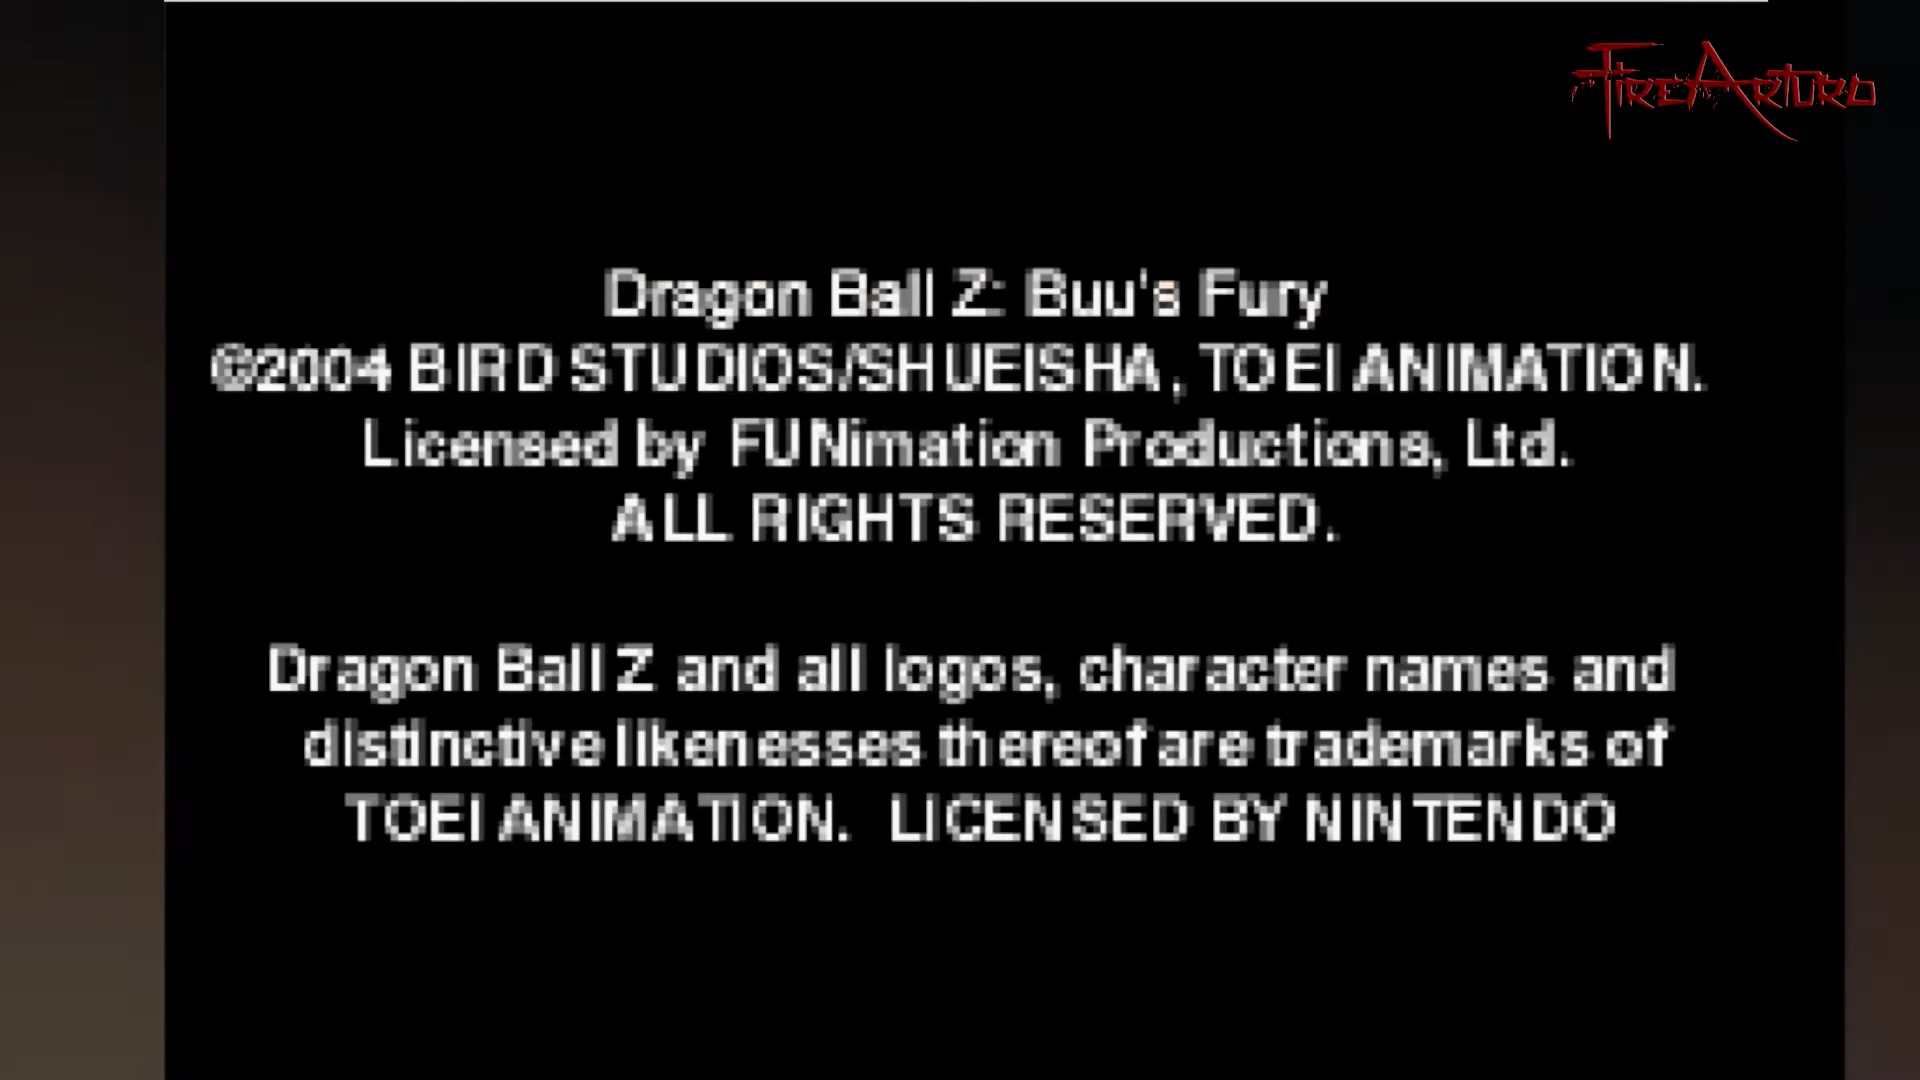 FireArturo
Dragon Ball Z: Buu's Fury
©2004 BIRD STUDIOS/SHUEISHA, TOEI ANIMATION.
Licensed by FUNimation Productions, Ltd.
ALL RIGHTS RESERVED.
Dragon Ball Z and all logos, character names and
distinctive likenesses thereof are trademarks of
TOEI ANIMATION. LICENSED BY NINTENDO